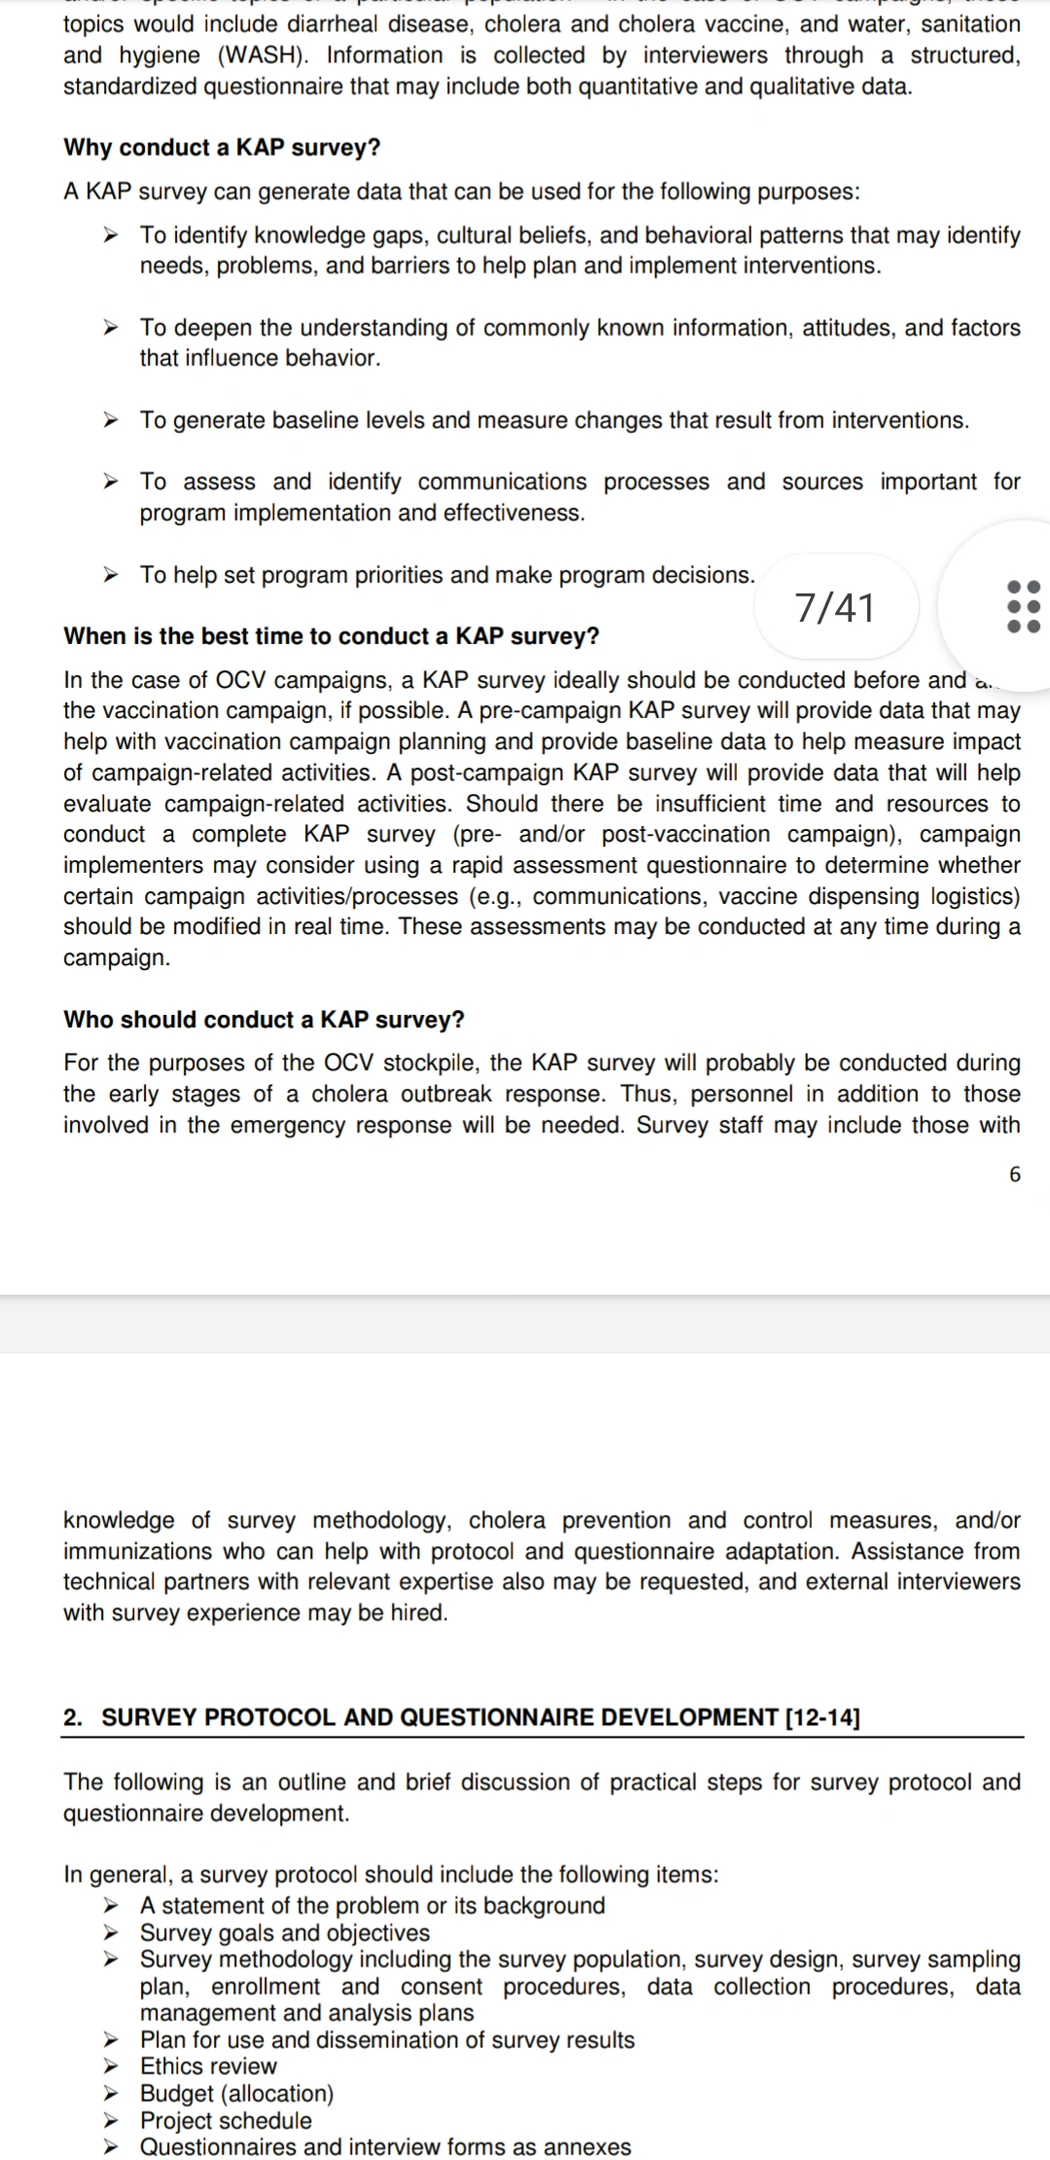 topics would include diarrheal disease, cholera and cholera vaccine, and water, sanitation
and hygiene (WASH). Information is collected by interviewers through a structured,
standardized questionnaire that may include both quantitative and qualitative data.
Why conduct a KAP survey?
A KAP survey can generate data that can be used for the following purposes:
➢ To identify knowledge gaps, cultural beliefs, and behavioral patterns that may identify
needs, problems, and barriers to help plan and implement interventions.
➢ To deepen the understanding of commonly known information, attitudes, and factors
that influence behavior.
➢ To generate baseline levels and measure changes that result from interventions.
➢ To assess and identify communications processes and sources important for
program implementation and effectiveness.
➢ To help set program priorities and make program decisions.
7/41
When is the best time to conduct a KAP survey?
In the case of OCV campaigns, a KAP survey ideally should be conducted before and
the vaccination campaign, if possible. A pre-campaign KAP survey will provide data that may
help with vaccination campaign planning and provide baseline data to help measure impact
of campaign-related activities. A post-campaign KAP survey will provide data that will help
evaluate campaign-related activities. Should there be insufficient time and resources to
conduct a complete KAP survey (pre- and/or post-vaccination campaign), campaign
implementers may consider using a rapid assessment questionnaire to determine whether
certain campaign activities/processes (e.g., communications, vaccine dispensing logistics)
should be modified in real time. These assessments may be conducted at any time during a
campaign.
Who should conduct a KAP survey?
For the purposes of the OCV stockpile, the KAP survey will probably be conducted during
the early stages of a cholera outbreak response. Thus, personnel in addition to those
involved in the emergency response will be needed. Survey staff may include those with
6
knowledge of survey methodology, cholera prevention and control measures, and/or
immunizations who can help with protocol and questionnaire adaptation. Assistance from
technical partners with relevant expertise also may be requested, and external interviewers
with survey experience may be hired.
2. SURVEY PROTOCOL AND QUESTIONNAIRE DEVELOPMENT [12-14]
The following is an outline and brief discussion of practical steps for survey protocol and
questionnaire development.
In general, a survey protocol should include the following items:
➢ A statement of the problem or its background
➢ Survey goals and objectives
➢ Survey methodology including the survey population, survey design, survey sampling
plan, enrollment and consent procedures, data collection procedures, data
management and analysis plans
➢ Plan for use and dissemination of survey results
➢ Ethics review
➢ Budget (allocation)
➢ Project schedule
➢ Questionnaires and interview forms as annexes